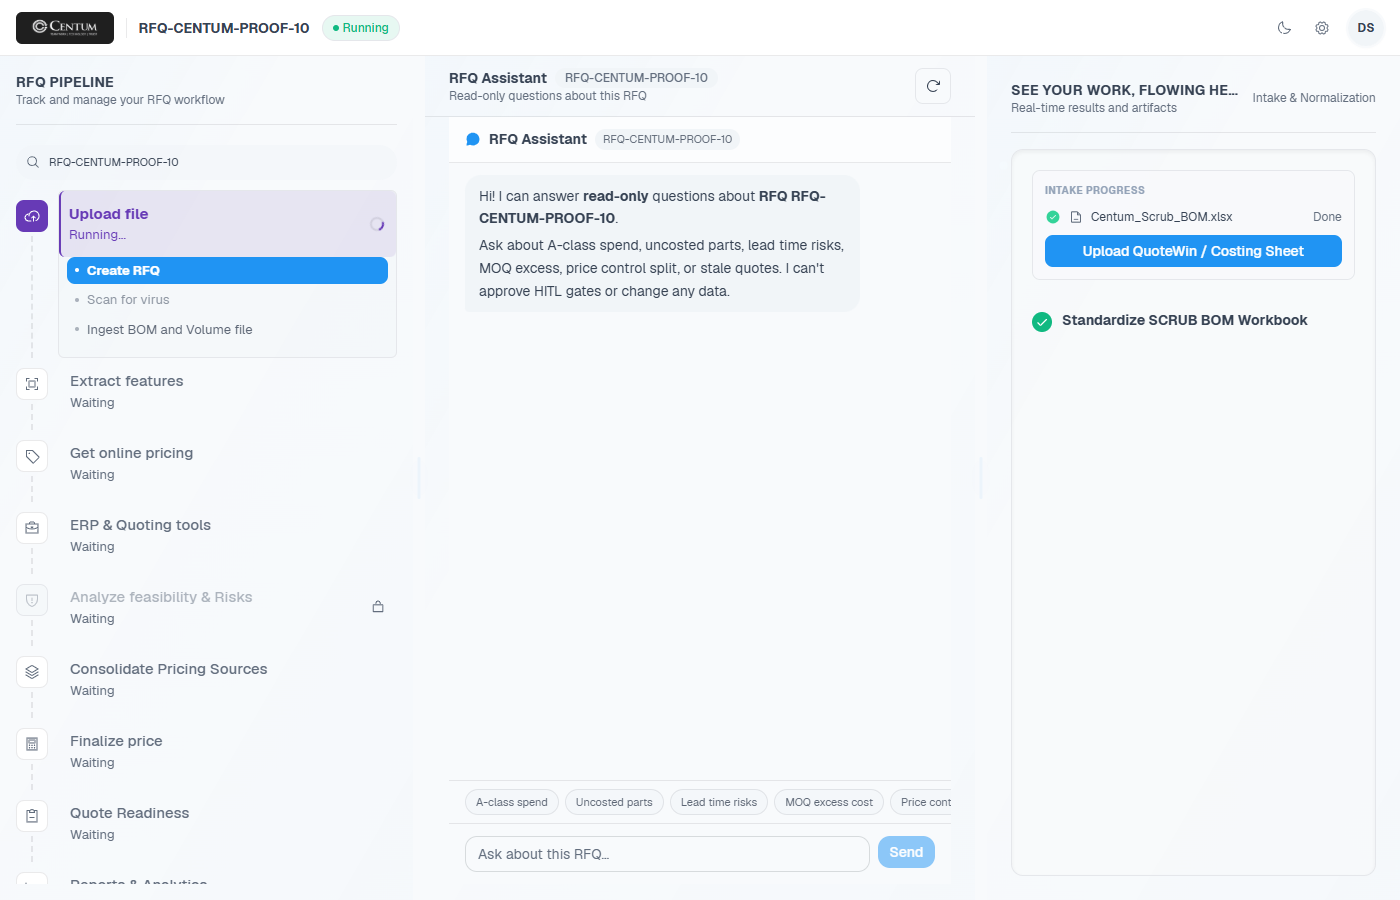 CENTUM
RFQ-CENTUM-PROOF-10
Running
DS
RFQ PIPELINE
Track and manage your RFQ workflow
RFQ-CENTUM-PROOF-10
Upload file
Running...
Create RFQ
Scan for virus
Ingest BOM and Volume file
Extract features
Waiting
Get online pricing
Waiting
ERP & Quoting tools
Waiting
Analyze feasibility & Risks
Waiting
Consolidate Pricing Sources
Waiting
Finalize price
Waiting
Quote Readiness
Waiting
Reports & Analytics
RFQ Assistant RFQ-CENTUM-PROOF-10
Read-only questions about this RFQ
RFQ Assistant RFQ-CENTUM-PROOF-10
Hi! I can answer read-only questions about RFQ RFQ-
CENTUM-PROOF-10.
Ask about A-class spend, uncosted parts, lead time risks,
MOQ excess, price control split, or stale quotes. I can't
approve HITL gates or change any data.
A-class spend Uncosted parts Lead time risks MOQ excess cost Price cont
Ask about this RFQ...
Send
SEE YOUR WORK, FLOWING HE...
Real-time results and artifacts
Intake & Normalization
INTAKE PROGRESS
Centum_Scrub_BOM.xlsx Done
Upload QuoteWin / Costing Sheet
Standardize SCRUB BOM Workbook